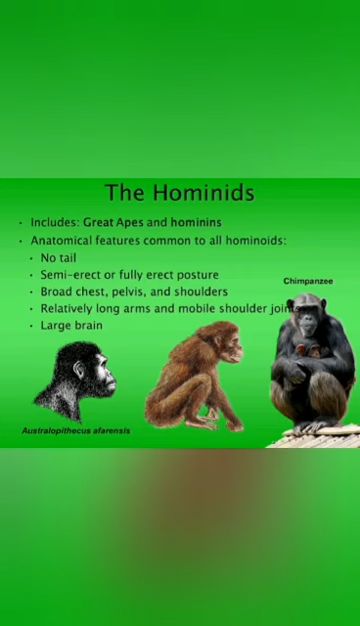 The Hominids
• Includes: Great Apes and hominins
• Anatomical features common to all hominoids:
• No tail
• Semi-erect or fully erect posture
Chimpanzee
• Broad chest, pelvis, and shoulders
• Relatively long arms and mobile shoulder joints
• Large brain
Australopithecus afarensis